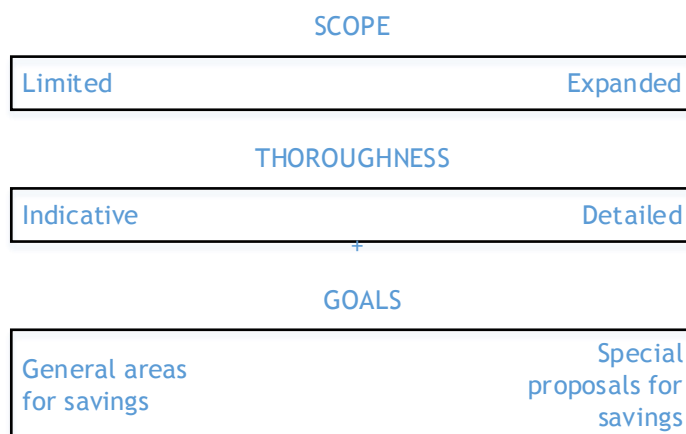 SCOPE
Limited Expanded
THOROUGHNESS
Indicative Detailed
+
GOALS
General areas
for savings
Special
proposals for
savings